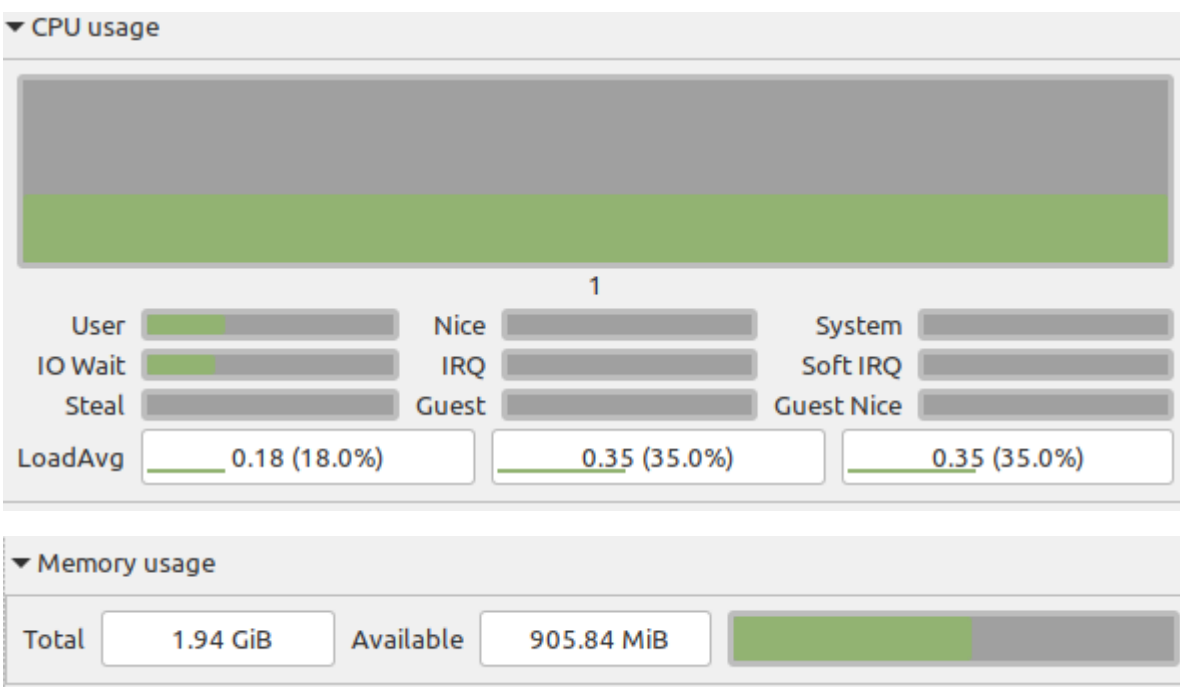 CPU usage
1
User Nice System
IO Wait IRQ Soft IRQ
Steal Guest Guest Nice
LoadAvg 0.18 (18.0%) 0.35 (35.0%) 0.35 (35.0%)
Memory usage
Total 1.94 GiB Available 905.84 MiB